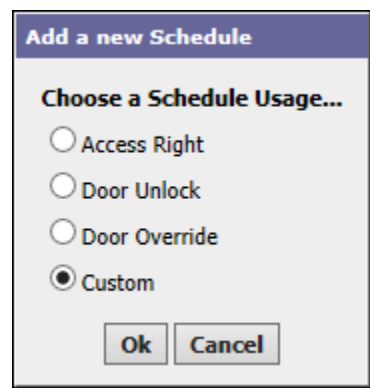 Add a new Schedule
Choose a Schedule Usage...
Access Right
Door Unlock
Door Override
Custom
Ok Cancel